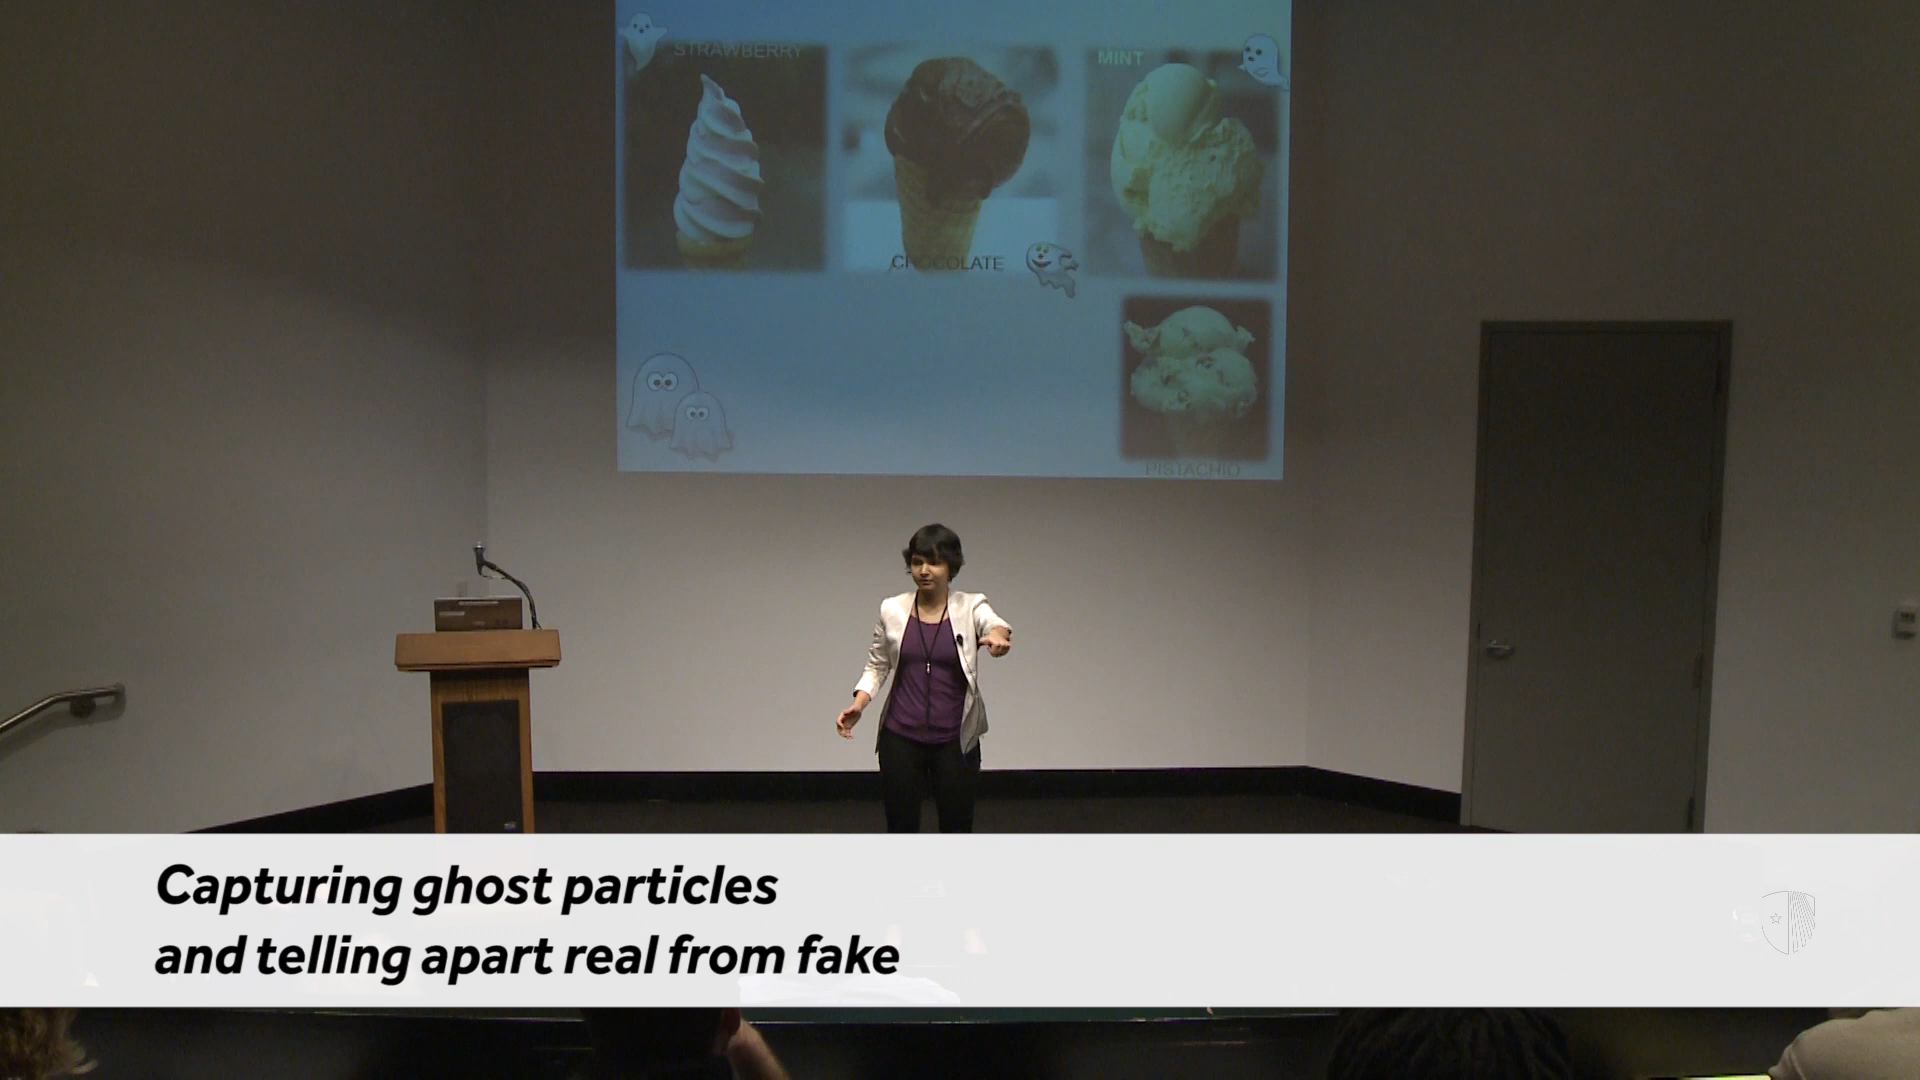 STRAWBERRY
MINT
CHOCOLATE
PISTACHIO
Capturing ghost particles
and telling apart real from fake